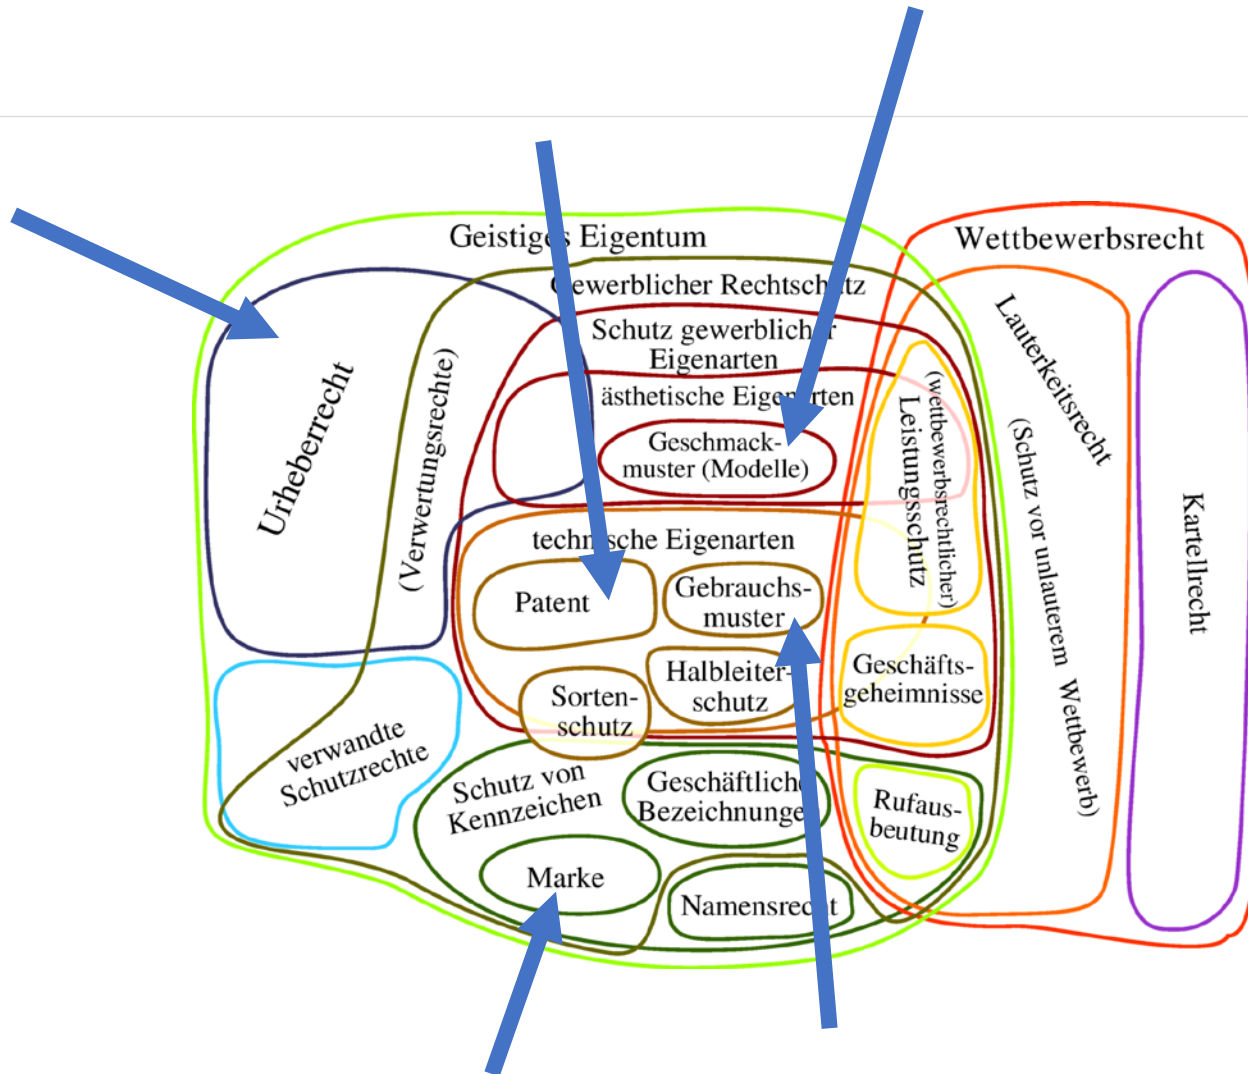 Geistiges Eigentum
Wettbewerbsrecht
Gewerblicher Rechtschutz
Schutz gewerblicher
Eigenarten
ästhetische Eigenarten
Geschmack-
muster (Modelle)
Urheberrecht
(Verwertungsrechte)
(wettbewerbsrechtlicher)
Leistungsschutz
Lauterkeitsrecht
(Schutz vor unlauterem Wettbewerb)
Kartellrecht
technische Eigenarten
Patent
Gebrauchs-
muster
Halbleiter-
schutz
Sorten-
schutz
Geschäfts-
geheimnisse
verwandte
Schutzrechte
Schutz von
Kennzeichen
Geschäftliche
Bezeichnungen
Rufaus-
beutung
Marke
Namensrecht